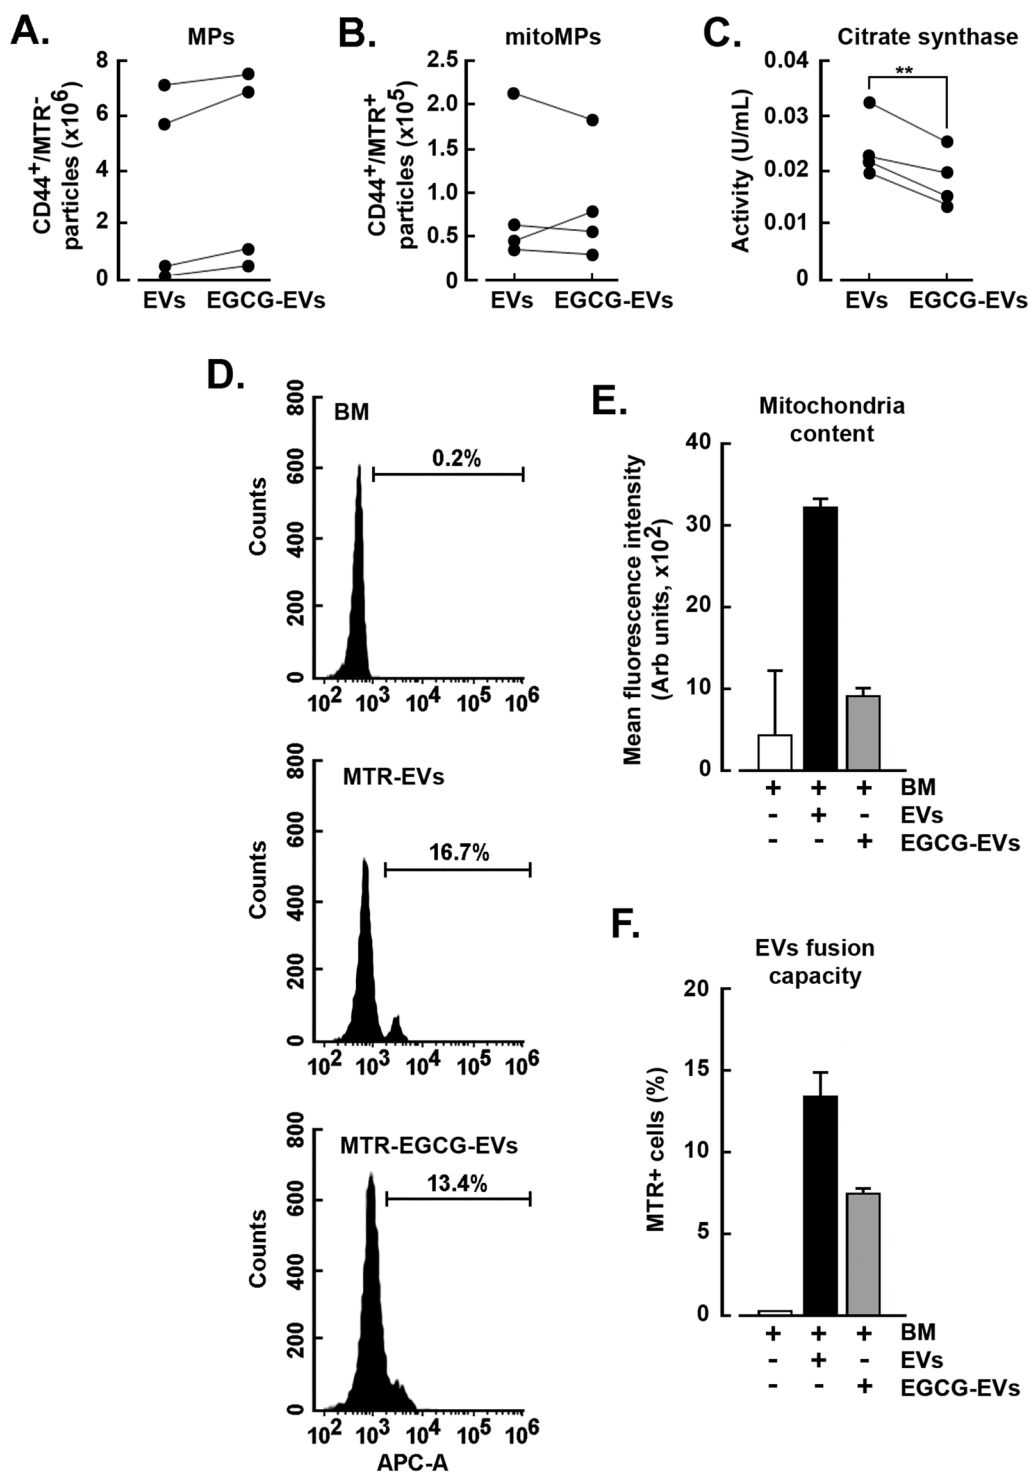 A.
MPs
CD44+/MTR-
particles (x10^6)
8
6
4
2
0
EVs EGCG-EVs
B.
mitoMPs
CD44+/MTR+
particles (x10^5)
2.5
2.0
1.5
1.0
0.5
0
EVs EGCG-EVs
C.
Citrate synthase
**
Activity (U/mL)
0.04
0.03
0.02
0.01
0
EVs EGCG-EVs
D.
BM
0.2%
Counts
800
600
400
200
0
10^2 10^3 10^4 10^5 10^6
MTR-EVs
16.7%
Counts
800
600
400
200
0
10^2 10^3 10^4 10^5 10^6
MTR-EGCG-EVs
13.4%
Counts
800
600
400
200
0
10^2 10^3 10^4 10^5 10^6
APC-A
E.
Mitochondria
content
Mean fluorescence intensity
(Arb units, x10^2)
40
30
20
10
0
+ + + BM
- + - EVs
- - + EGCG-EVs
F.
EVs fusion
capacity
MTR+ cells (%)
20
15
10
5
0
+ + + BM
- + - EVs
- - + EGCG-EVs